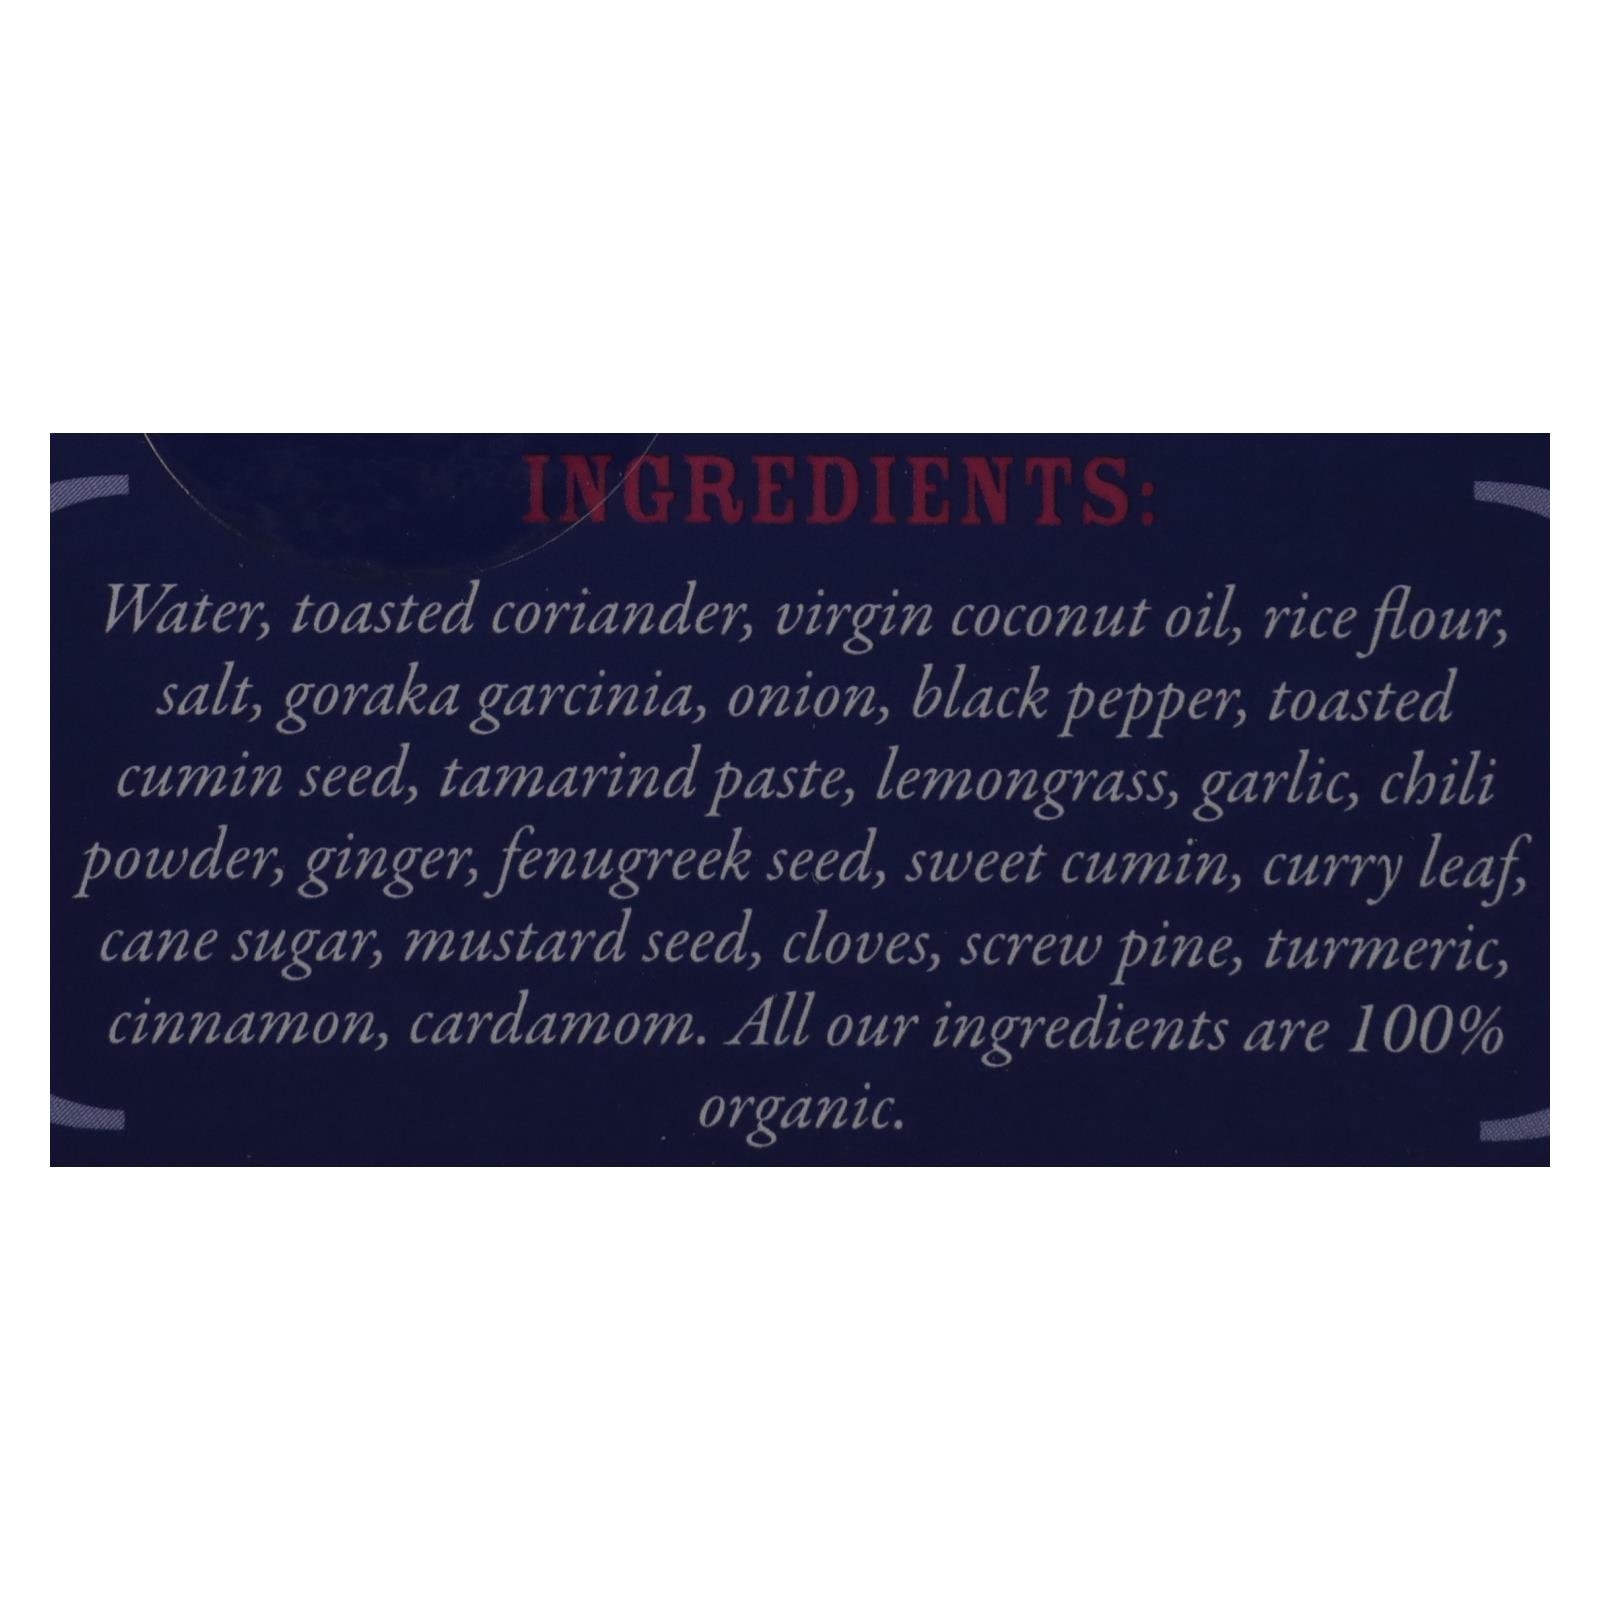 INGREDIENTS:
Water, toasted coriander, virgin coconut oil, rice flour,
salt, goraka garcinia, onion, black pepper, toasted
cumin seed, tamarind paste, lemongrass, garlic, chili
powder, ginger, fenugreek seed, sweet cumin, curry leaf,
cane sugar, mustard seed, cloves, screw pine, turmeric,
cinnamon, cardamom. All our ingredients are 100%
organic.